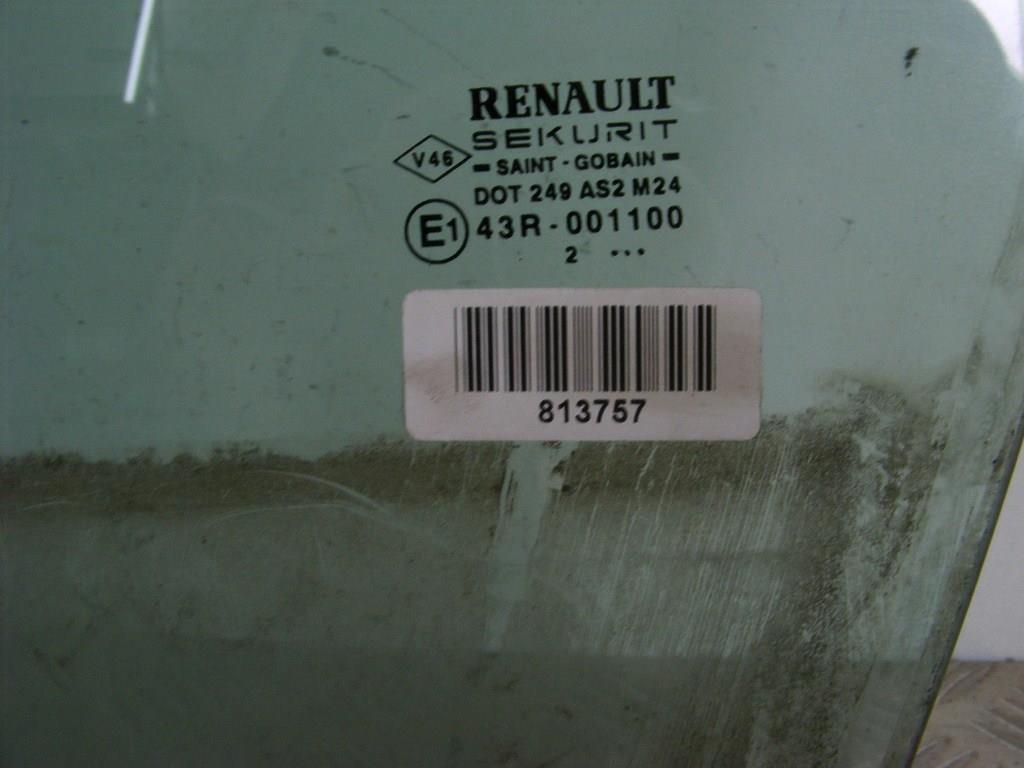 RENAULT
SEKURIT
V46
SAINT - GOBAIN
DOT 249 AS2 M24
E1 43R - 001100
2 ...
813757